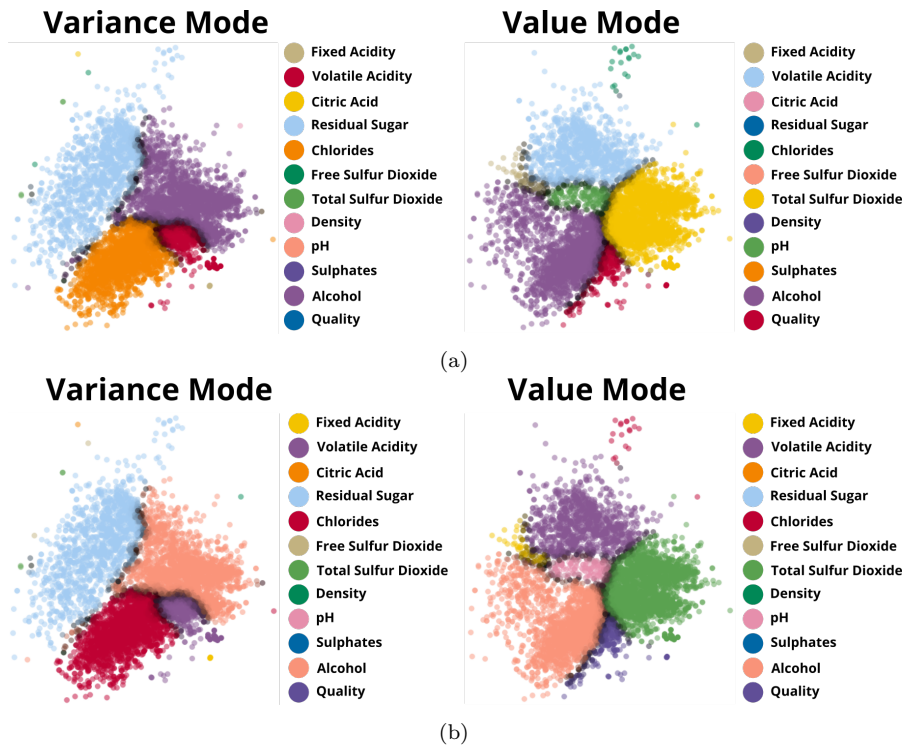 Variance Mode
Fixed Acidity
Volatile Acidity
Citric Acid
Residual Sugar
Chlorides
Free Sulfur Dioxide
Total Sulfur Dioxide
Density
pH
Sulphates
Alcohol
Quality
Value Mode
Fixed Acidity
Volatile Acidity
Citric Acid
Residual Sugar
Chlorides
Free Sulfur Dioxide
Total Sulfur Dioxide
Density
pH
Sulphates
Alcohol
Quality
(a)
Variance Mode
Fixed Acidity
Volatile Acidity
Citric Acid
Residual Sugar
Chlorides
Free Sulfur Dioxide
Total Sulfur Dioxide
Density
pH
Sulphates
Alcohol
Quality
Value Mode
Fixed Acidity
Volatile Acidity
Citric Acid
Residual Sugar
Chlorides
Free Sulfur Dioxide
Total Sulfur Dioxide
Density
pH
Sulphates
Alcohol
Quality
(b)